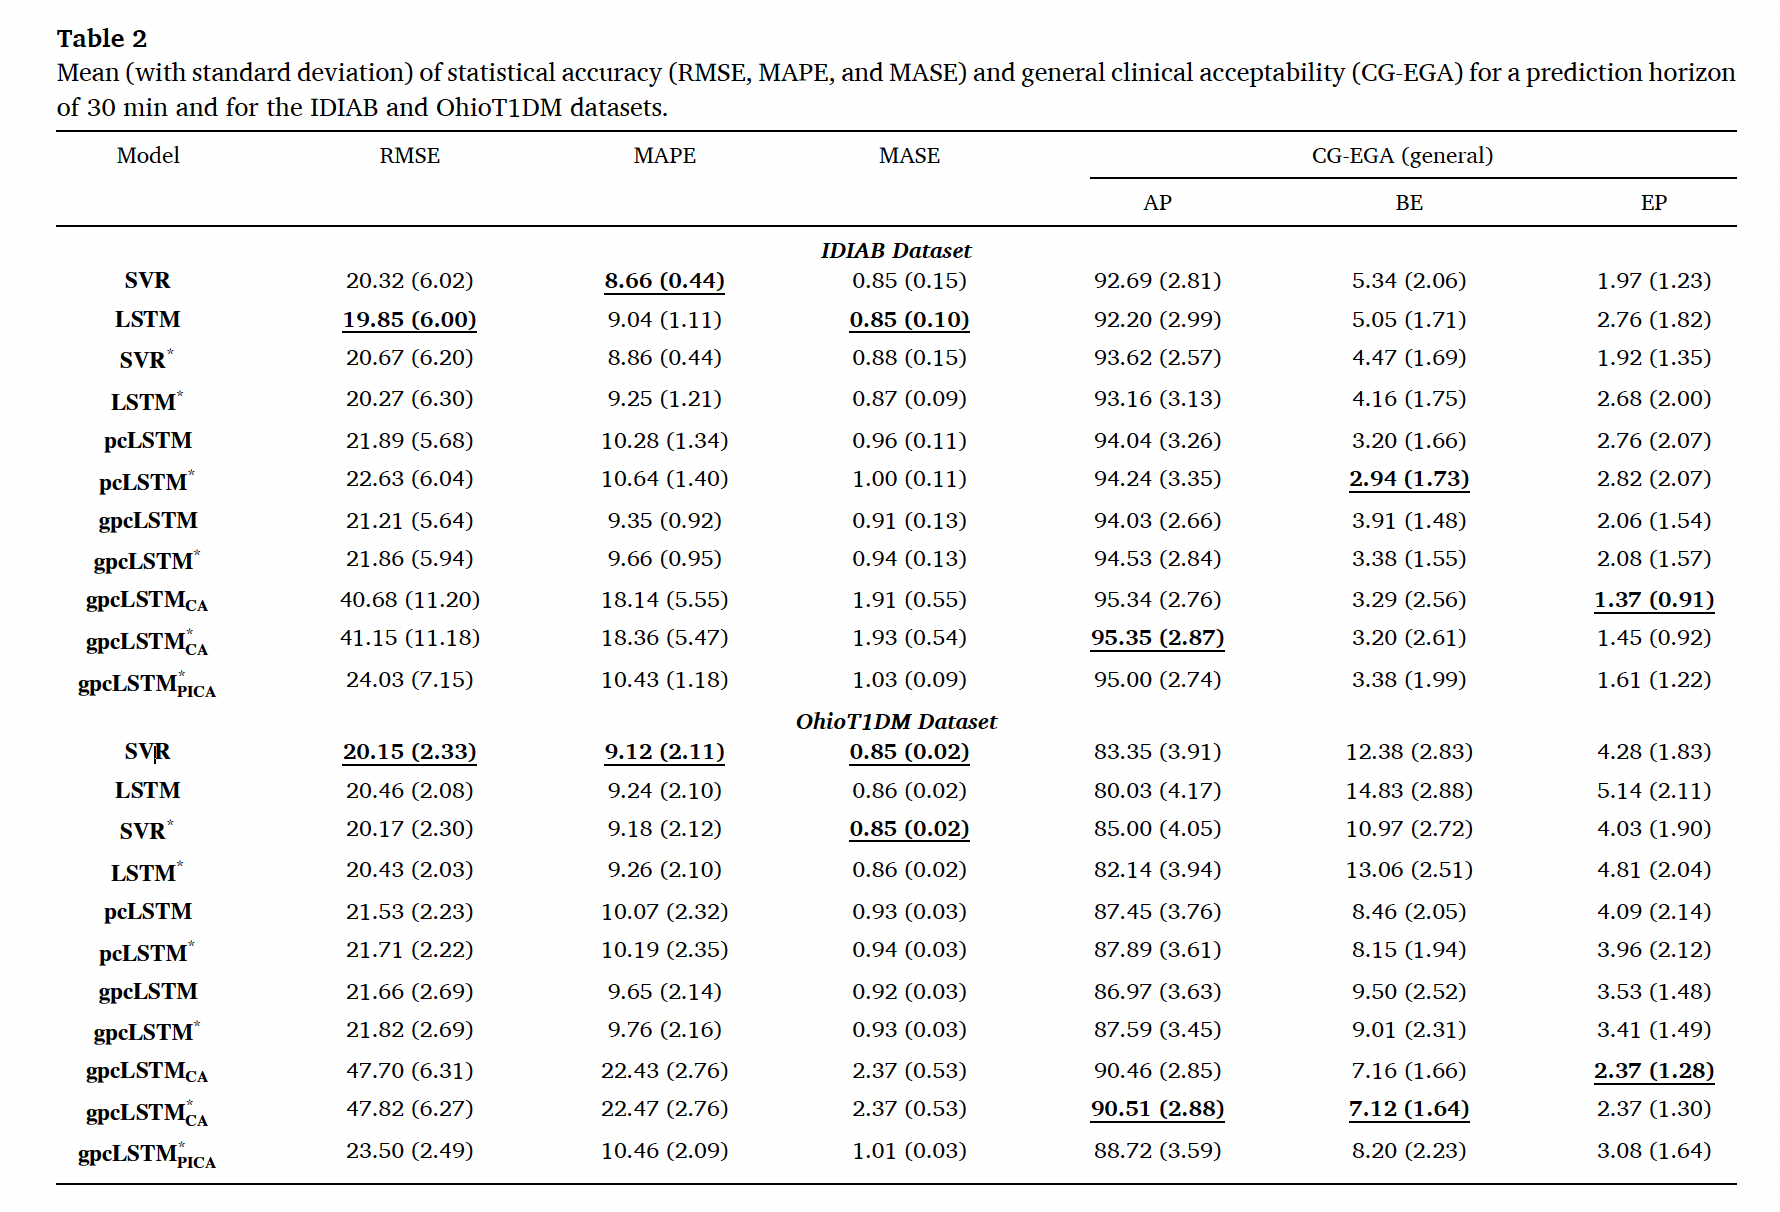 Table 2
Mean (with standard deviation) of statistical accuracy (RMSE, MAPE, and MASE) and general clinical acceptability (CG-EGA) for a prediction horizon
of 30 min and for the IDIAB and OhioT1DM datasets.
Model RMSE MAPE MASE CG-EGA (general)
AP BE EP
IDIAB Dataset
SVR 20.32 (6.02) 8.66 (0.44) 0.85 (0.15) 92.69 (2.81) 5.34 (2.06) 1.97 (1.23)
LSTM 19.85 (6.00) 9.04 (1.11) 0.85 (0.10) 92.20 (2.99) 5.05 (1.71) 2.76 (1.82)
SVR* 20.67 (6.20) 8.86 (0.44) 0.88 (0.15) 93.62 (2.57) 4.47 (1.69) 1.92 (1.35)
LSTM* 20.27 (6.30) 9.25 (1.21) 0.87 (0.09) 93.16 (3.13) 4.16 (1.75) 2.68 (2.00)
pcLSTM 21.89 (5.68) 10.28 (1.34) 0.96 (0.11) 94.04 (3.26) 3.20 (1.66) 2.76 (2.07)
pcLSTM* 22.63 (6.04) 10.64 (1.40) 1.00 (0.11) 94.24 (3.35) 2.94 (1.73) 2.82 (2.07)
gpcLSTM 21.21 (5.64) 9.35 (0.92) 0.91 (0.13) 94.03 (2.66) 3.91 (1.48) 2.06 (1.54)
gpcLSTM* 21.86 (5.94) 9.66 (0.95) 0.94 (0.13) 94.53 (2.84) 3.38 (1.55) 2.08 (1.57)
gpcLSTMCA 40.68 (11.20) 18.14 (5.55) 1.91 (0.55) 95.34 (2.76) 3.29 (2.56) 1.37 (0.91)
gpcLSTM*CA 41.15 (11.18) 18.36 (5.47) 1.93 (0.54) 95.35 (2.87) 3.20 (2.61) 1.45 (0.92)
gpcLSTM*PICA 24.03 (7.15) 10.43 (1.18) 1.03 (0.09) 95.00 (2.74) 3.38 (1.99) 1.61 (1.22)
OhioT1DM Dataset
SVR 20.15 (2.33) 9.12 (2.11) 0.85 (0.02) 83.35 (3.91) 12.38 (2.83) 4.28 (1.83)
LSTM 20.46 (2.08) 9.24 (2.10) 0.86 (0.02) 80.03 (4.17) 14.83 (2.88) 5.14 (2.11)
SVR* 20.17 (2.30) 9.18 (2.12) 0.85 (0.02) 85.00 (4.05) 10.97 (2.72) 4.03 (1.90)
LSTM* 20.43 (2.03) 9.26 (2.10) 0.86 (0.02) 82.14 (3.94) 13.06 (2.51) 4.81 (2.04)
pcLSTM 21.53 (2.23) 10.07 (2.32) 0.93 (0.03) 87.45 (3.76) 8.46 (2.05) 4.09 (2.14)
pcLSTM* 21.71 (2.22) 10.19 (2.35) 0.94 (0.03) 87.89 (3.61) 8.15 (1.94) 3.96 (2.12)
gpcLSTM 21.66 (2.69) 9.65 (2.14) 0.92 (0.03) 86.97 (3.63) 9.50 (2.52) 3.53 (1.48)
gpcLSTM* 21.82 (2.69) 9.76 (2.16) 0.93 (0.03) 87.59 (3.45) 9.01 (2.31) 3.41 (1.49)
gpcLSTMCA 47.70 (6.31) 22.43 (2.76) 2.37 (0.53) 90.46 (2.85) 7.16 (1.66) 2.37 (1.28)
gpcLSTM*CA 47.82 (6.27) 22.47 (2.76) 2.37 (0.53) 90.51 (2.88) 7.12 (1.64) 2.37 (1.30)
gpcLSTM*PICA 23.50 (2.49) 10.46 (2.09) 1.01 (0.03) 88.72 (3.59) 8.20 (2.23) 3.08 (1.64)